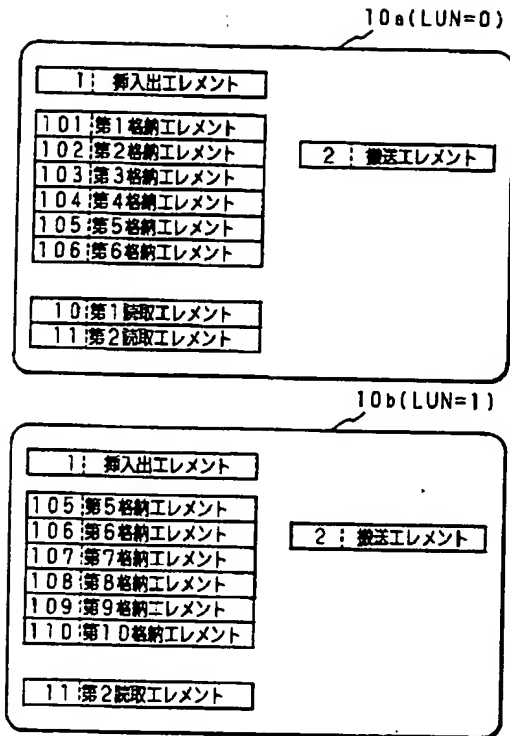 10a(LUN=0)
1 挿入出エレメント
101 第1格納エレメント
102 第2格納エレメント
103 第3格納エレメント
104 第4格納エレメント
105 第5格納エレメント
106 第6格納エレメント
2 搬送エレメント
10 第1読取エレメント
11 第2読取エレメント
10b(LUN=1)
1 挿入出エレメント
105 第5格納エレメント
106 第6格納エレメント
107 第7格納エレメント
108 第8格納エレメント
109 第9格納エレメント
110 第10格納エレメント
2 搬送エレメント
11 第2読取エレメント